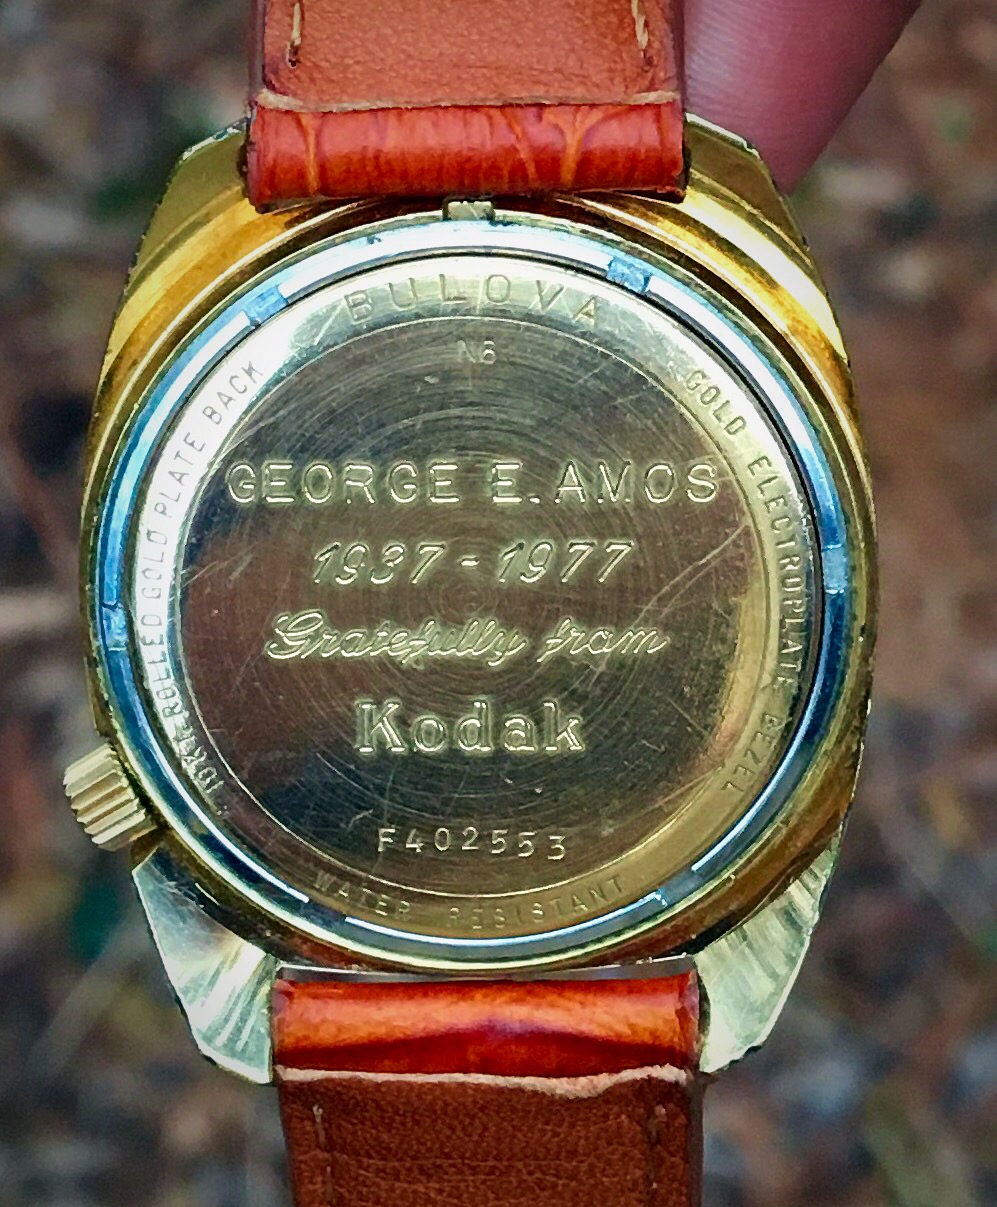 BULOVA
N6
GEORGE E. AMOS
1937 - 1977
Gratefully from
Kodak
F402553
WATER RESISTANT
10KT ROLLED GOLD PLATE BACK
GOLD ELECTROPLATE BEZEL